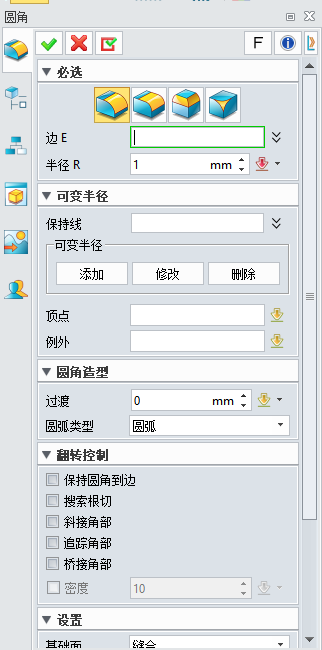 圆角
F
必选
边 E
半径 R 1 mm
可变半径
保持线
可变半径
添加 修改 删除
顶点
例外
圆角造型
过渡 0 mm
圆弧类型 圆弧
翻转控制
保持圆角到边
搜索根切
斜接角部
追踪角部
桥接角部
密度 10
设置
基础面 缝合